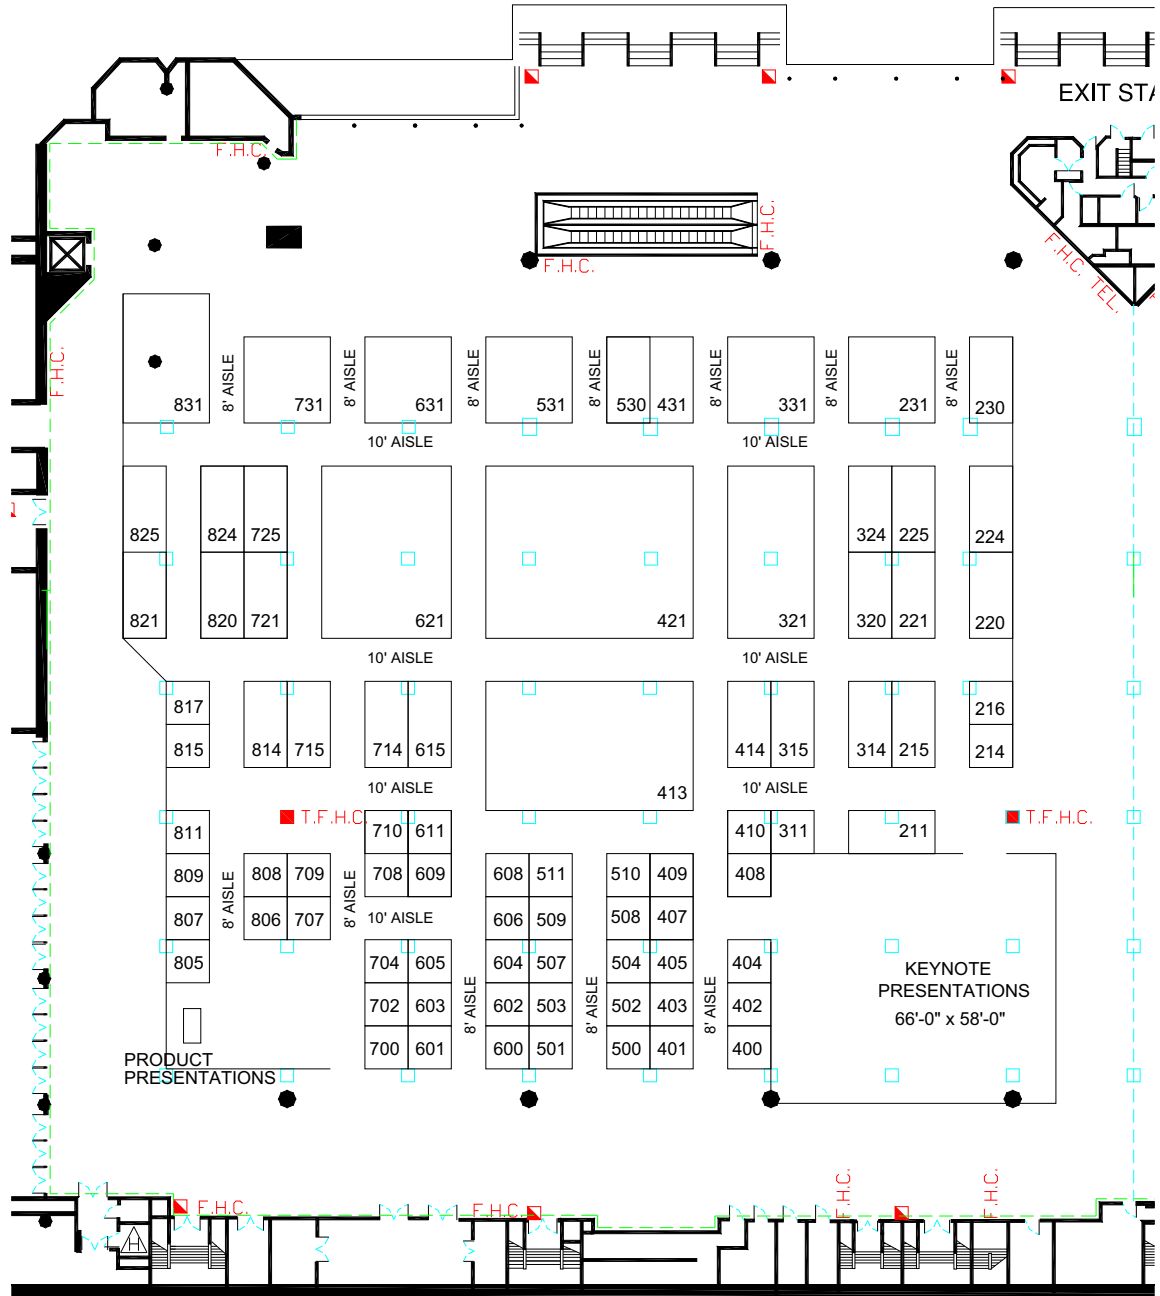 EXIT STA
F.H.C.
F.H.C.
F.H.C.
F.H.C. TEL.
F.H.C.
831
8' AISLE
731
8' AISLE
631
8' AISLE
531
8' AISLE
530
431
8' AISLE
331
8' AISLE
231
8' AISLE
230
10' AISLE
10' AISLE
825
824
725
324
225
224
821
820
721
621
421
321
320
221
220
10' AISLE
10' AISLE
817
216
815
814
715
714
615
414
315
314
215
214
10' AISLE
413
10' AISLE
T.F.H.C.
T.F.H.C.
811
710
611
410
311
211
809
808
709
708
609
608
511
510
409
408
8' AISLE
8' AISLE
807
806
707
10' AISLE
606
509
508
407
805
704
605
604
507
504
405
404
KEYNOTE
PRESENTATIONS
66'-0" x 58'-0"
702
603
8' AISLE
602
503
8' AISLE
502
403
8' AISLE
402
700
601
600
501
500
401
400
PRODUCT
PRESENTATIONS
F.H.C.
F.H.C.
F.H.C.
F.H.C.
H